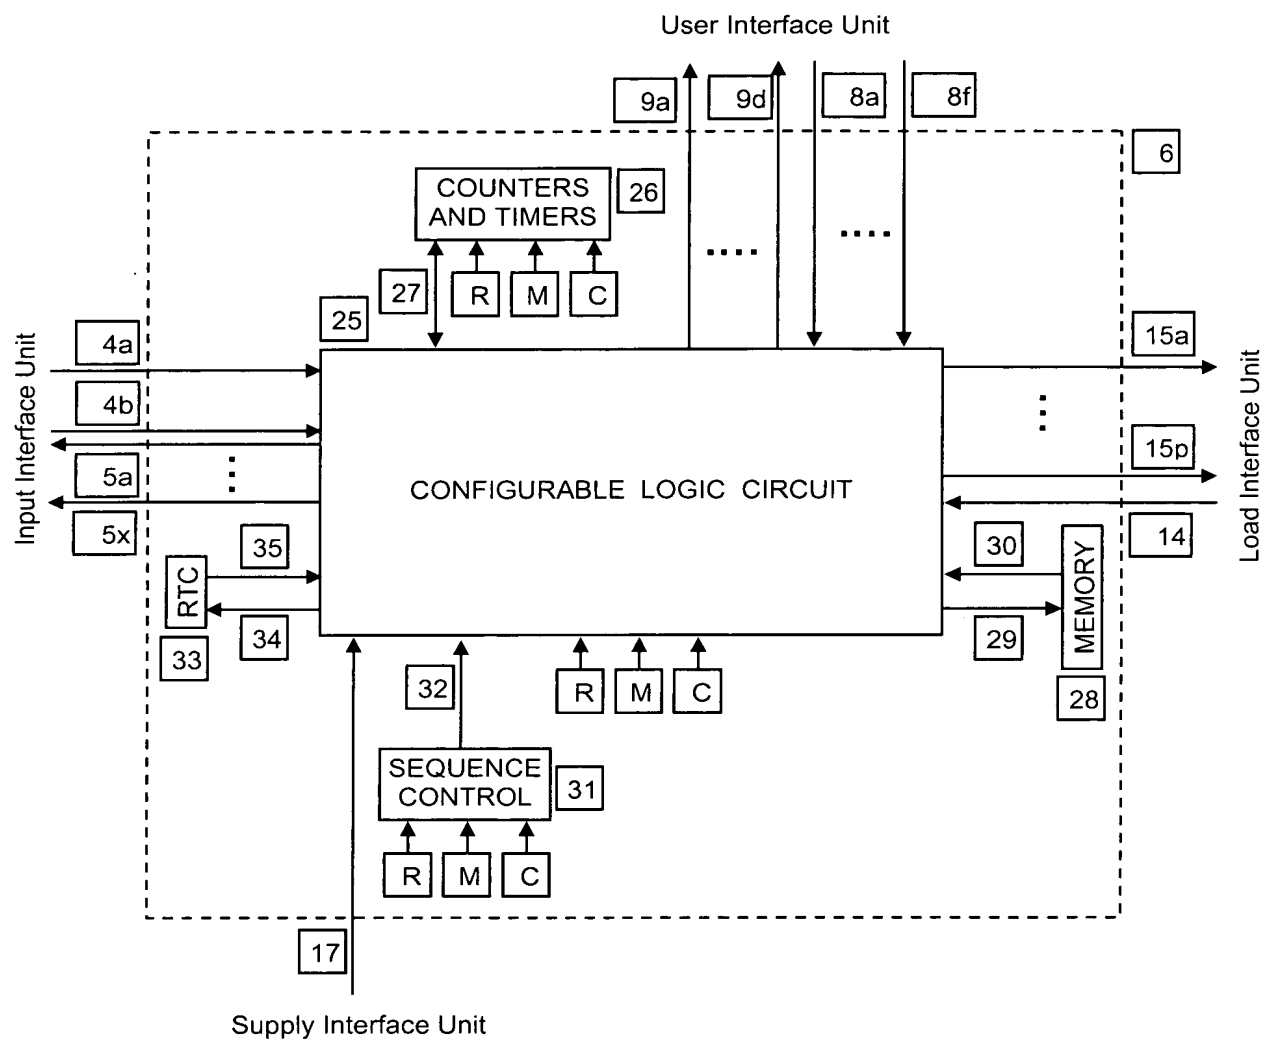 User Interface Unit
9a
9d
8a
8f
6
COUNTERS
AND TIMERS
26
27
R
M
C
25
4a
15a
4b
Input Interface Unit
Load Interface Unit
5a
15p
CONFIGURABLE LOGIC CIRCUIT
5x
14
35
30
RTC
MEMORY
34
29
33
28
32
R
M
C
SEQUENCE
CONTROL
31
R
M
C
17
Supply Interface Unit